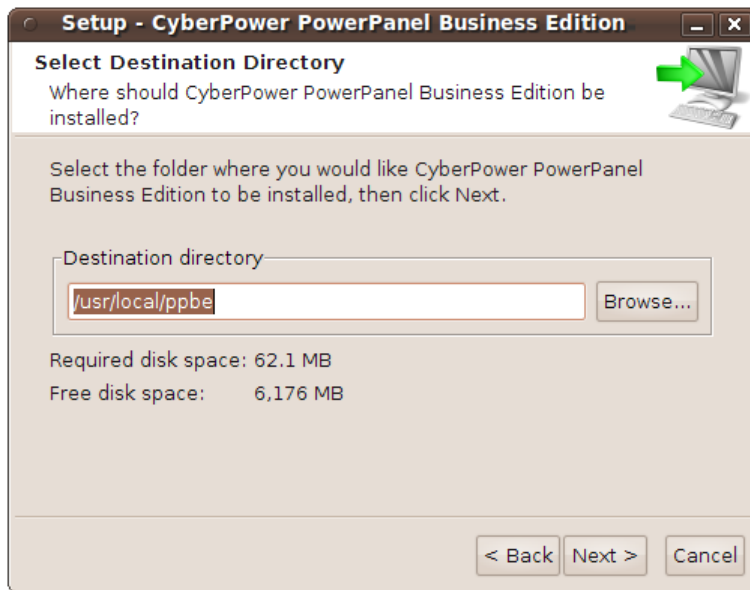 Setup - CyberPower PowerPanel Business Edition
Select Destination Directory
Where should CyberPower PowerPanel Business Edition be
installed?
Select the folder where you would like CyberPower PowerPanel
Business Edition to be installed, then click Next.
Destination directory
/usr/local/ppbe
Browse...
Required disk space: 62.1 MB
Free disk space: 6,176 MB
< Back Next > Cancel